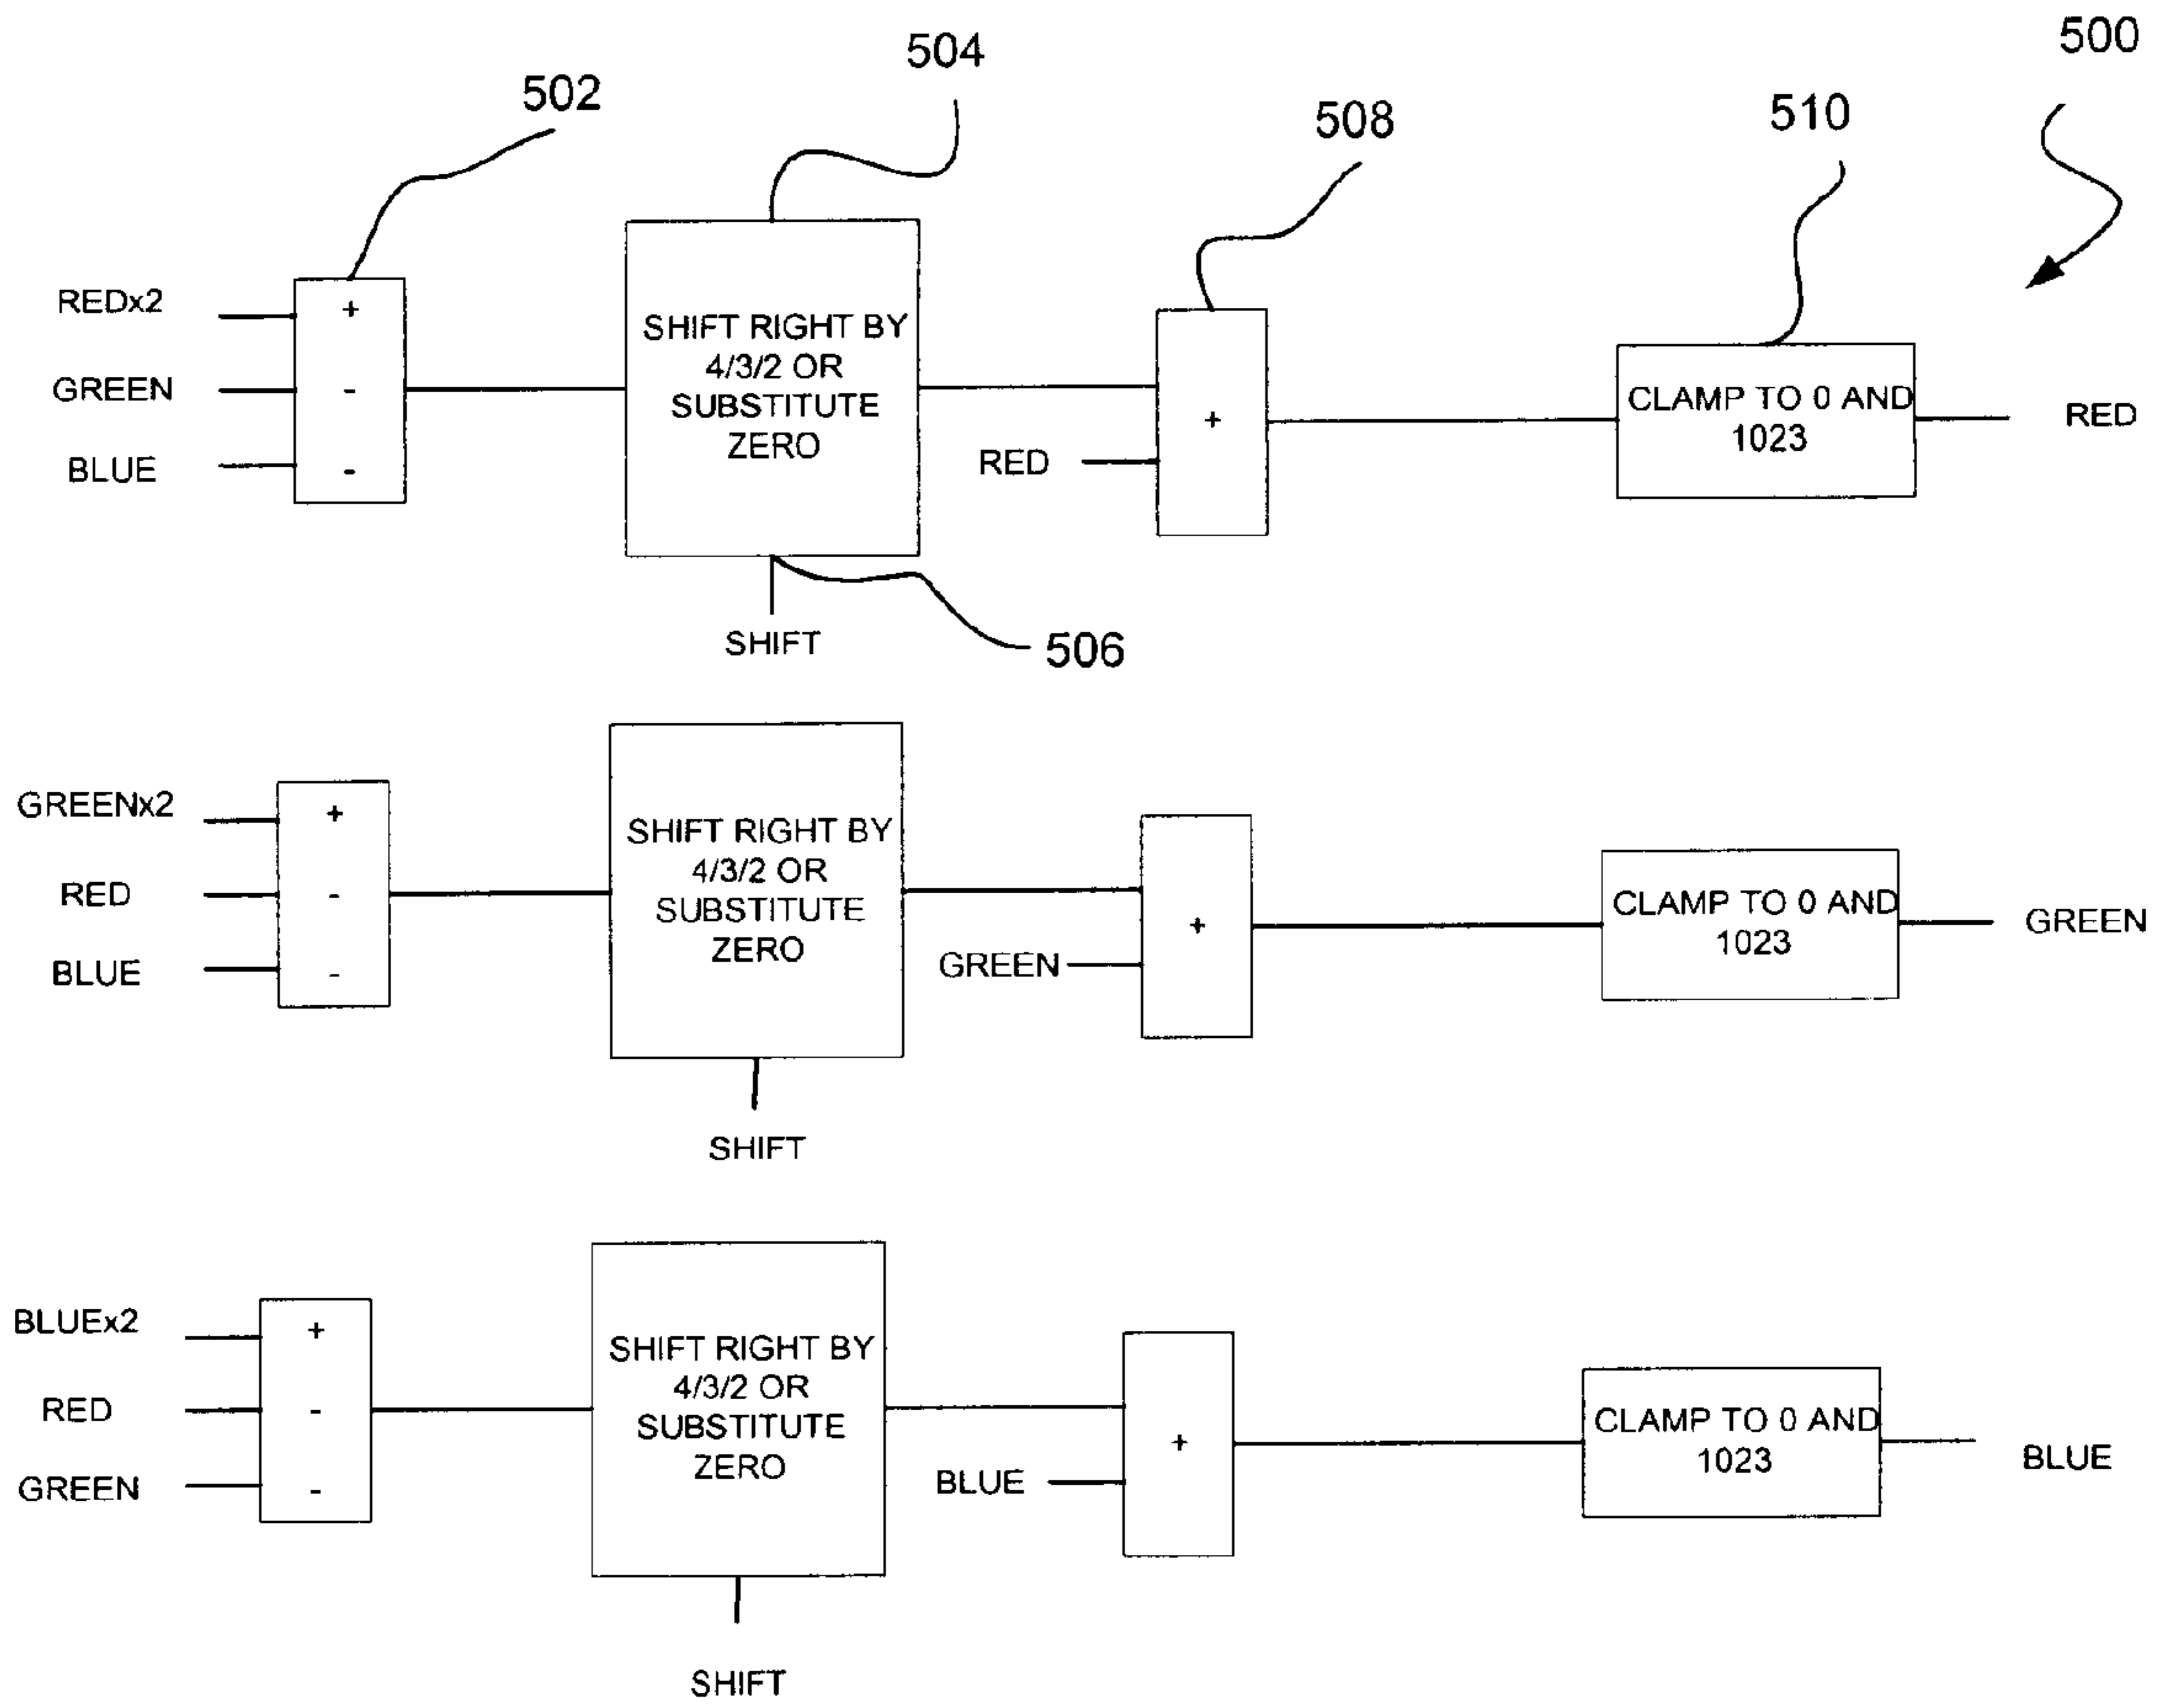 500
504
502
508
510
REDx2
+
GREEN
-
BLUE
-
SHIFT RIGHT BY
4/3/2 OR
SUBSTITUTE
ZERO
RED
+
CLAMP TO 0 AND
1023
RED
SHIFT
506
GREENx2
+
RED
-
BLUE
-
SHIFT RIGHT BY
4/3/2 OR
SUBSTITUTE
ZERO
GREEN
+
CLAMP TO 0 AND
1023
GREEN
SHIFT
BLUEx2
+
RED
-
GREEN
-
SHIFT RIGHT BY
4/3/2 OR
SUBSTITUTE
ZERO
BLUE
+
CLAMP TO 0 AND
1023
BLUE
SHIFT